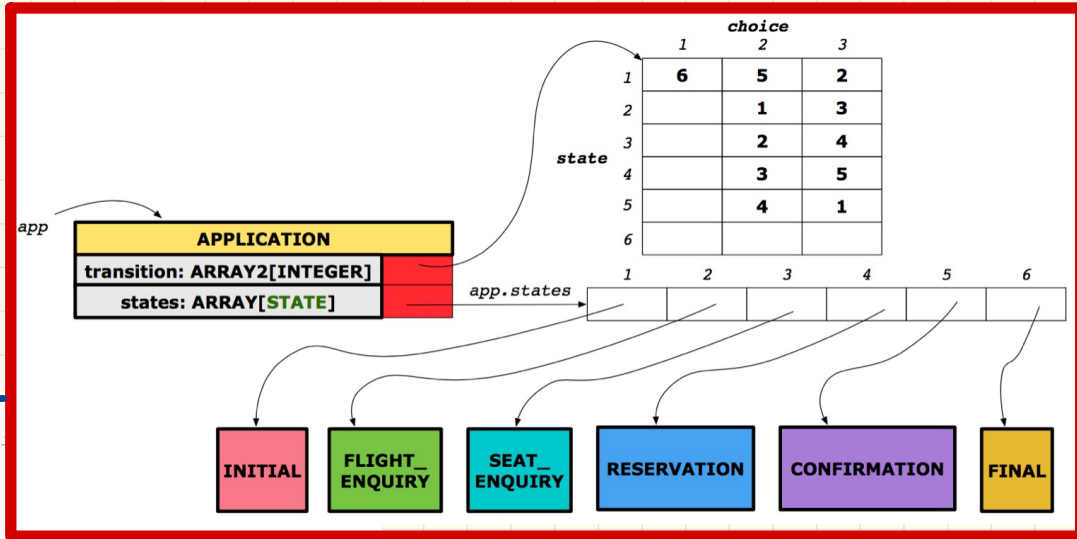 choice
1 2 3
1 6 5 2
2 1 3
3 2 4
state
4 3 5
5 4 1
6
app
APPLICATION
transition: ARRAY2[INTEGER]
states: ARRAY[STATE]
app.states
1 2 3 4 5 6
INITIAL
FLIGHT_
ENQUIRY
SEAT_
ENQUIRY
RESERVATION
CONFIRMATION
FINAL